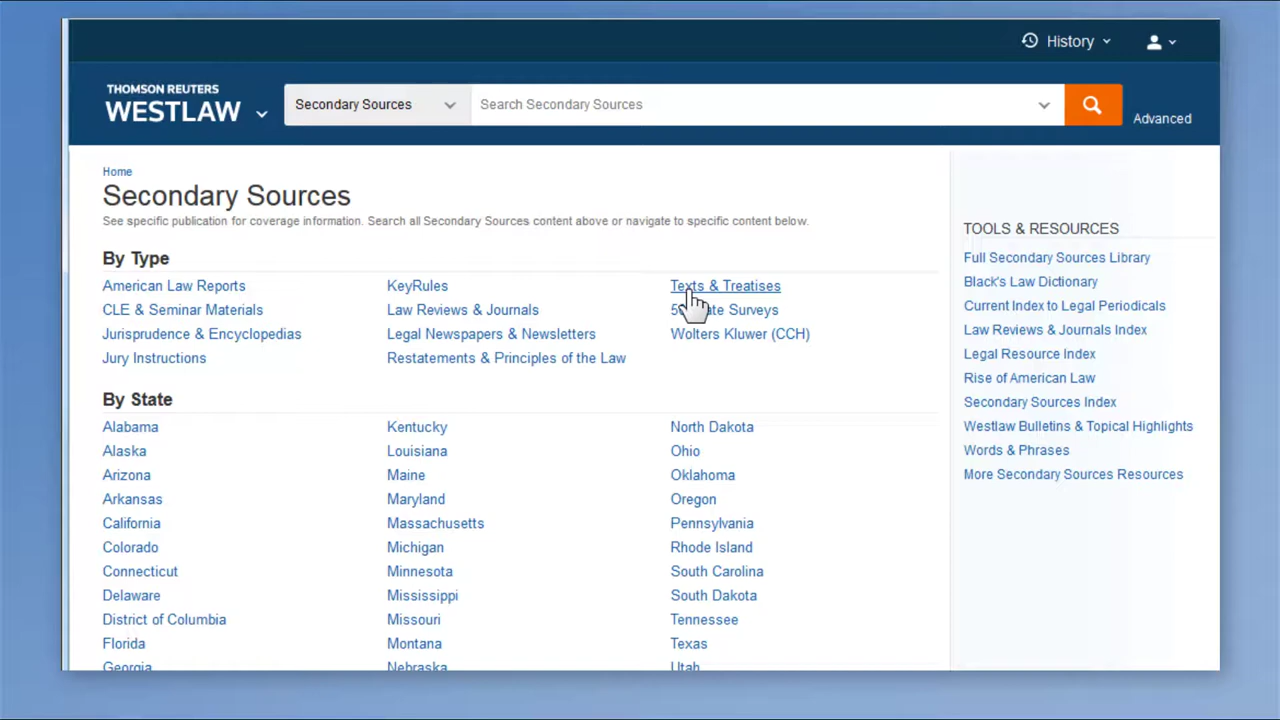 History
THOMSON REUTERS
WESTLAW
Secondary Sources
Search Secondary Sources
Advanced
Home
Secondary Sources
See specific publication for coverage information. Search all Secondary Sources content above or navigate to specific content below.
By Type
American Law Reports
CLE & Seminar Materials
Jurisprudence & Encyclopedias
Jury Instructions
KeyRules
Law Reviews & Journals
Legal Newspapers & Newsletters
Restatements & Principles of the Law
Texts & Treatises
Surveys
Wolters Kluwer (CCH)
By State
Alabama
Alaska
Arizona
Arkansas
California
Colorado
Connecticut
Delaware
District of Columbia
Florida
Georgia
Kentucky
Louisiana
Maine
Maryland
Massachusetts
Michigan
Minnesota
Mississippi
Missouri
Montana
Nebraska
North Dakota
Ohio
Oklahoma
Oregon
Pennsylvania
Rhode Island
South Carolina
South Dakota
Tennessee
Texas
Utah
TOOLS & RESOURCES
Full Secondary Sources Library
Black's Law Dictionary
Current Index to Legal Periodicals
Law Reviews & Journals Index
Legal Resource Index
Rise of American Law
Secondary Sources Index
Westlaw Bulletins & Topical Highlights
Words & Phrases
More Secondary Sources Resources